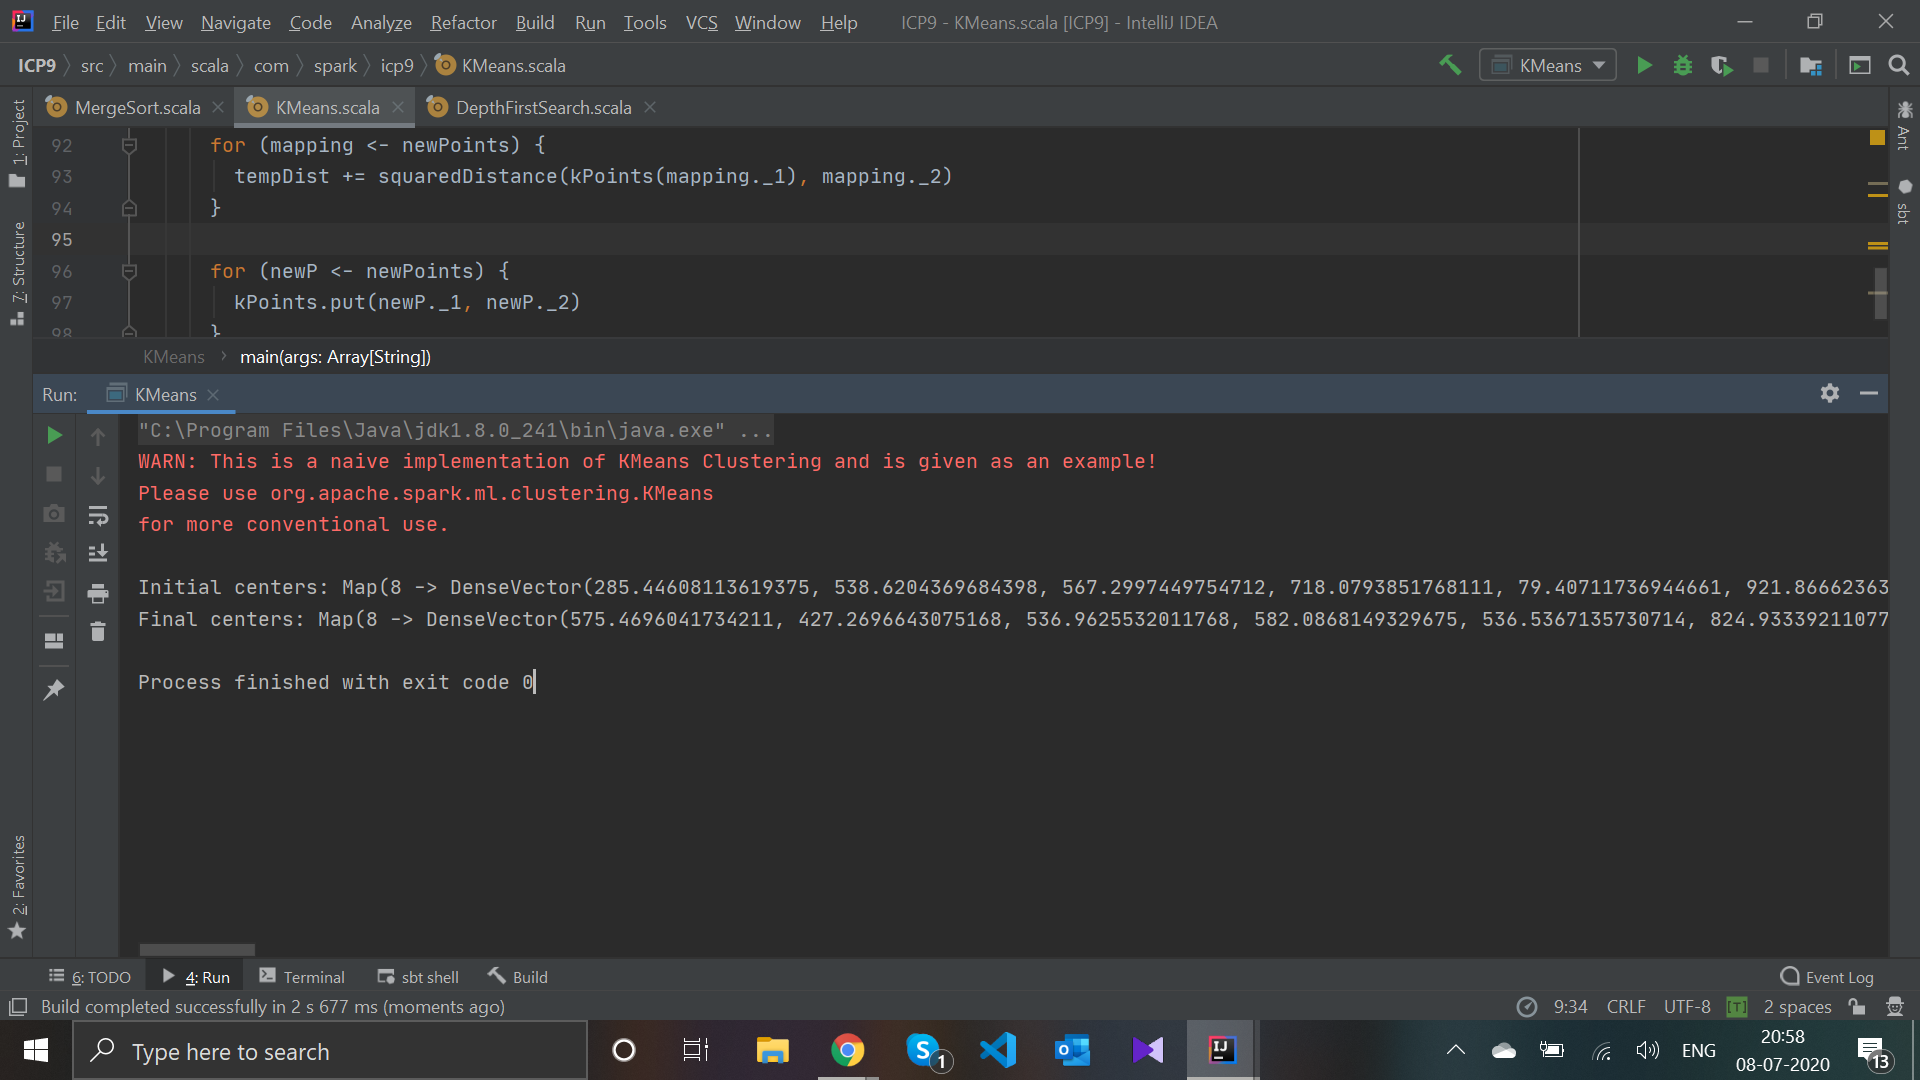 File Edit View Navigate Code Analyze Refactor Build Run Tools VCS Window Help ICP9 - KMeans.scala [ICP9] - IntelliJ IDEA
ICP9 src main scala com spark icp9 KMeans.scala KMeans
MergeSort.scala KMeans.scala DepthFirstSearch.scala
1: Project
7: Structure
2: Favorites
Ant
sbt
92 for (mapping <- newPoints) {
93 tempDist += squaredDistance(kPoints(mapping._1), mapping._2)
94 }
95
96 for (newP <- newPoints) {
97 kPoints.put(newP._1, newP._2)
98 }
KMeans › main(args: Array[String])
Run: KMeans
"C:\Program Files\Java\jdk1.8.0_241\bin\java.exe" ...
WARN: This is a naive implementation of KMeans Clustering and is given as an example!
Please use org.apache.spark.ml.clustering.KMeans
for more conventional use.
Initial centers: Map(8 -> DenseVector(285.44608113619375, 538.6204369684398, 567.2997449754712, 718.0793851768111, 79.40711736944661, 921.86662363
Final centers: Map(8 -> DenseVector(575.4696041734211, 427.2696643075168, 536.9625532011768, 582.0868149329675, 536.5367135730714, 824.93339211077
Process finished with exit code 0
6: TODO 4: Run Terminal sbt shell Build Event Log
Build completed successfully in 2 s 677 ms (moments ago) 9:34 CRLF UTF-8 [T] 2 spaces
Type here to search S 1 IJ ENG 20:58
08-07-2020 13